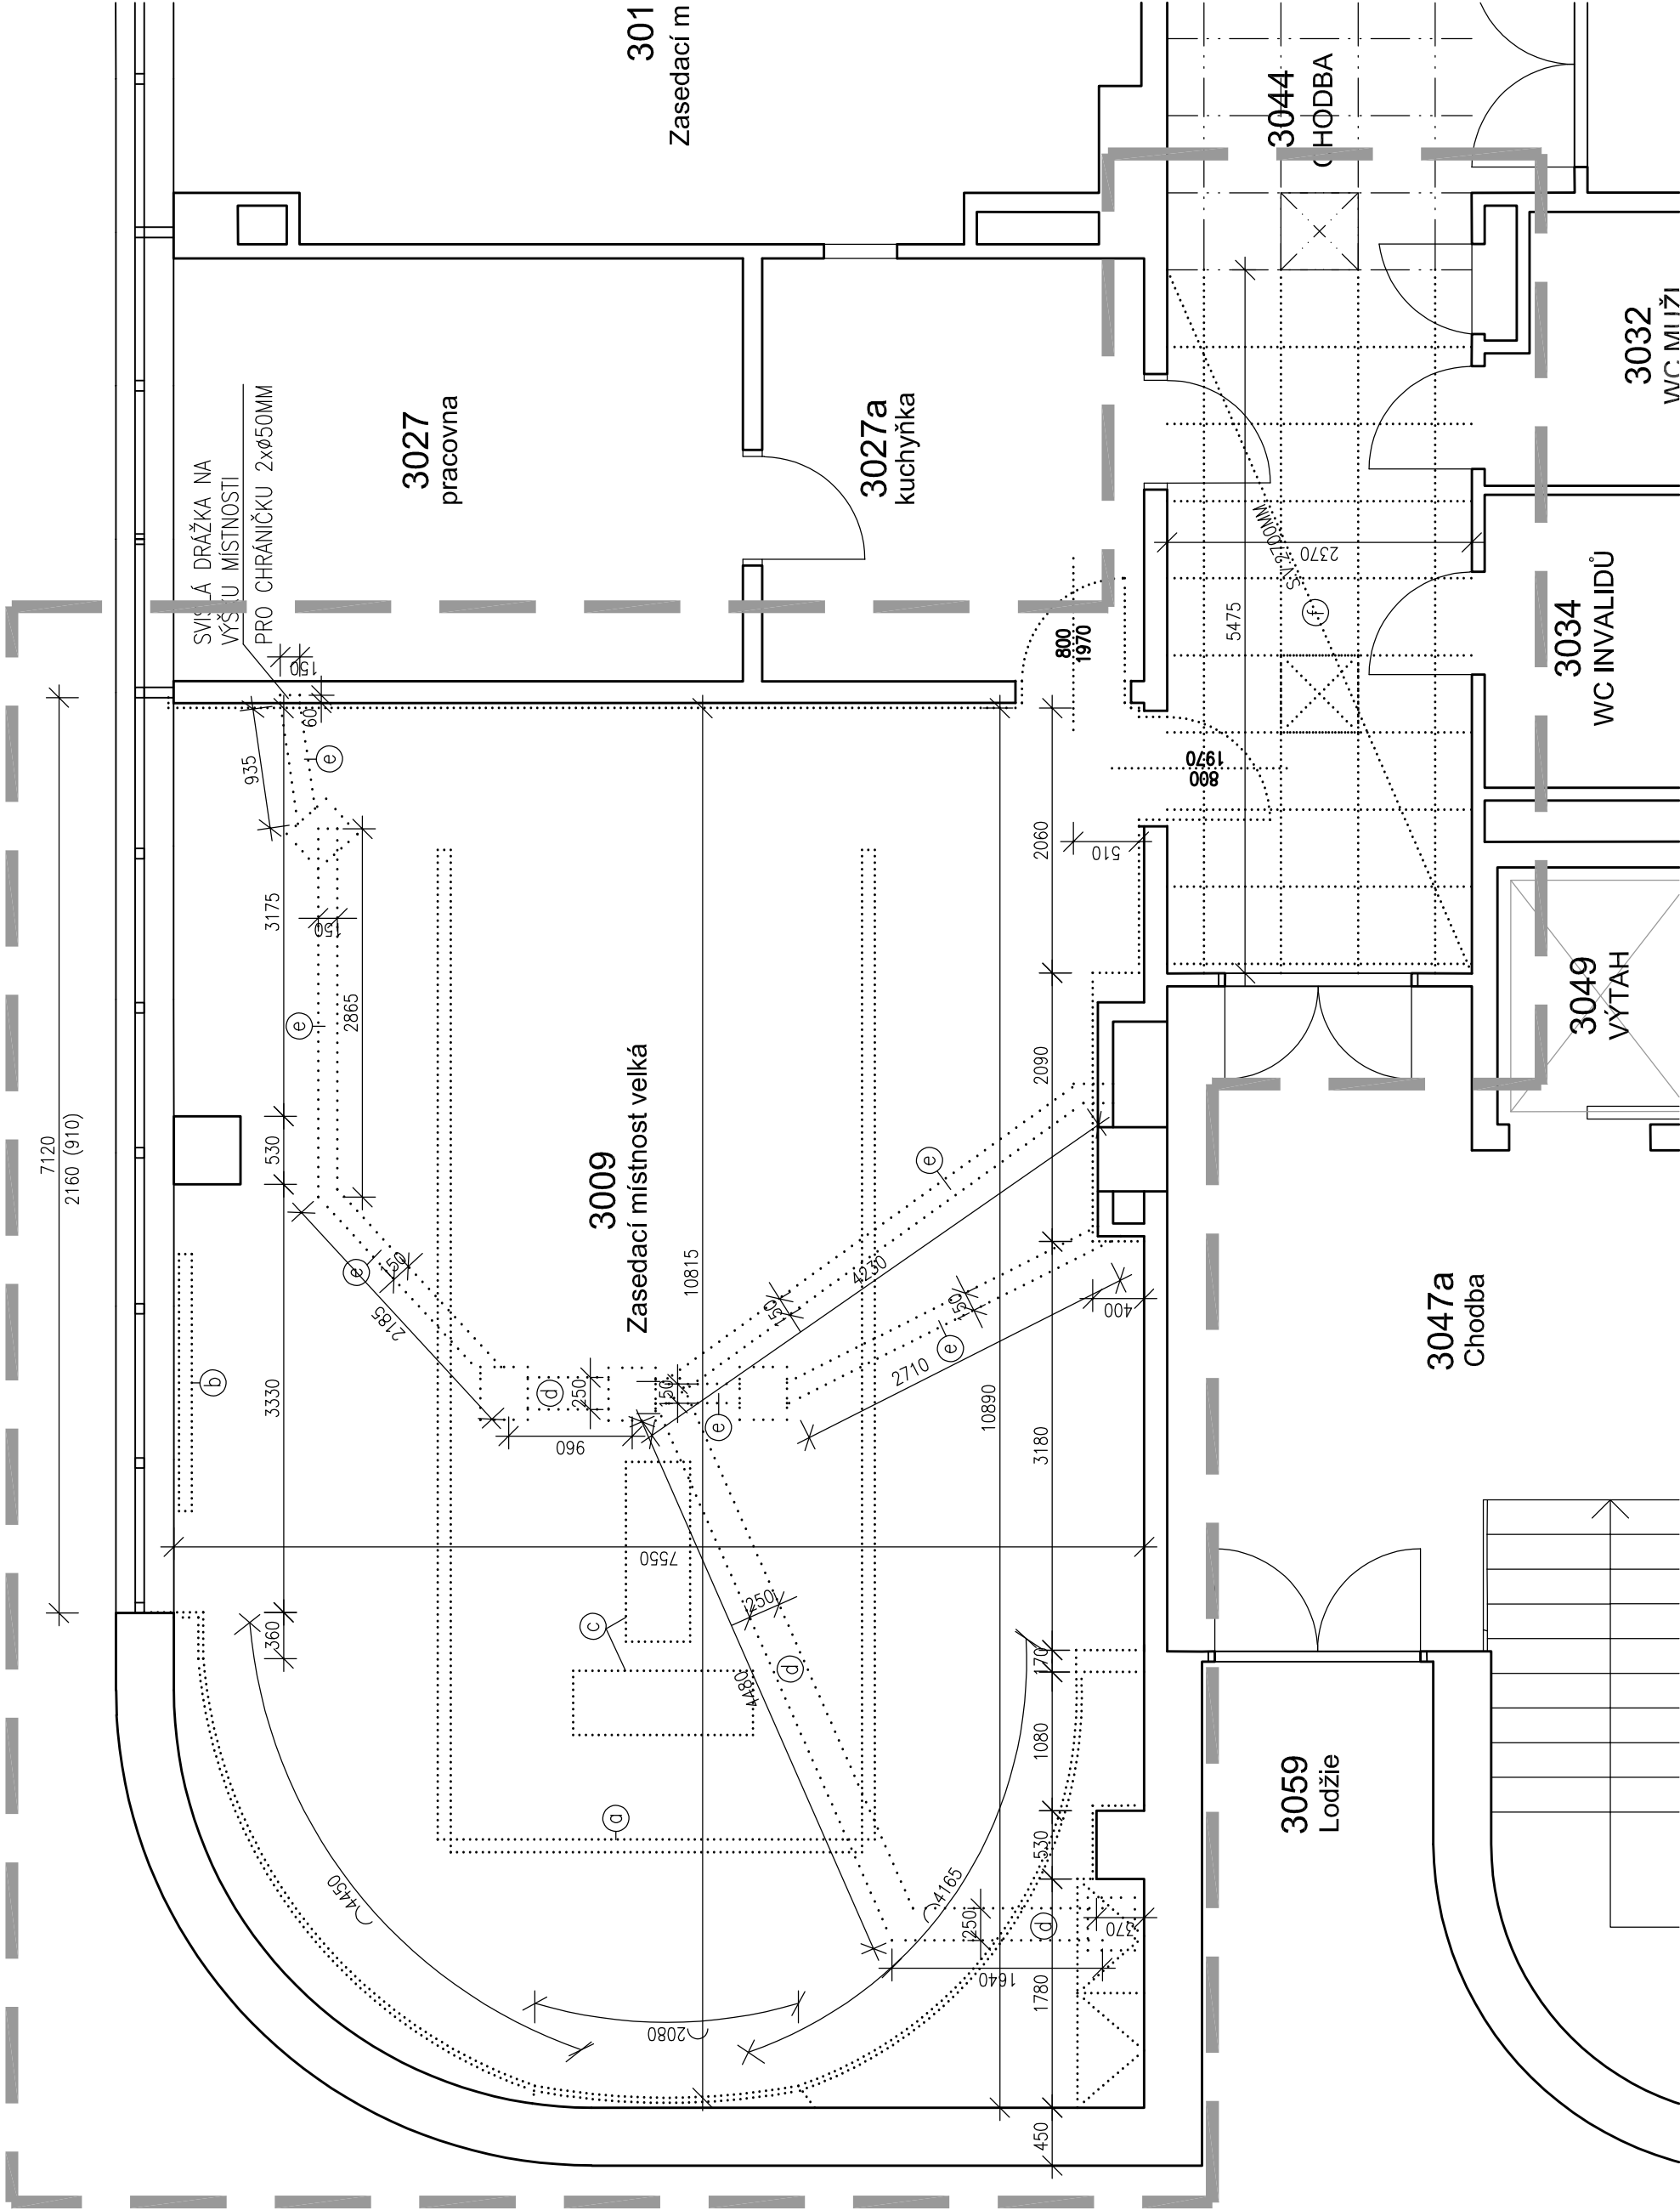 7120
2160 (910)
SVISLÁ DRÁŽKA NA
VÝŠKU MÍSTNOSTI
PRO CHRÁNIČKU 2xø50MM
3027
pracovna
3027a
kuchyňka
301
Zasedací m
3044
CHODBA
3032
WC MUŽI
3034
WC INVALIDŮ
3049
VÝTAH
3047a
Chodba
3059
Lodžie
3009
Zasedací místnost velká
SV.2700MM
f
5475
2370
800
1970
800
1970
510
150
60
935
e
3175
150
e
2865
530
e
150
2185
b
3330
360
d
250
960
150
e
10815
10890
2060
2090
3180
170
1080
530
1780
450
e
4230
150
150
2710
e
400
7550
c
250
d
4480
a
4450
2080
4165
250
d
370
1640